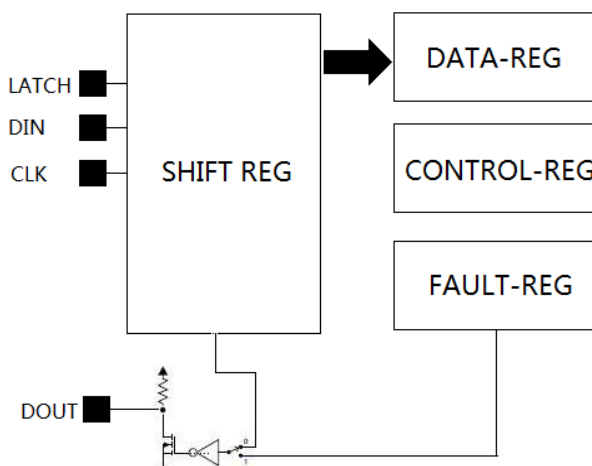 DATA-REG
LATCH
DIN
CLK
SHIFT REG
CONTROL-REG
FAULT-REG
DOUT
0
1